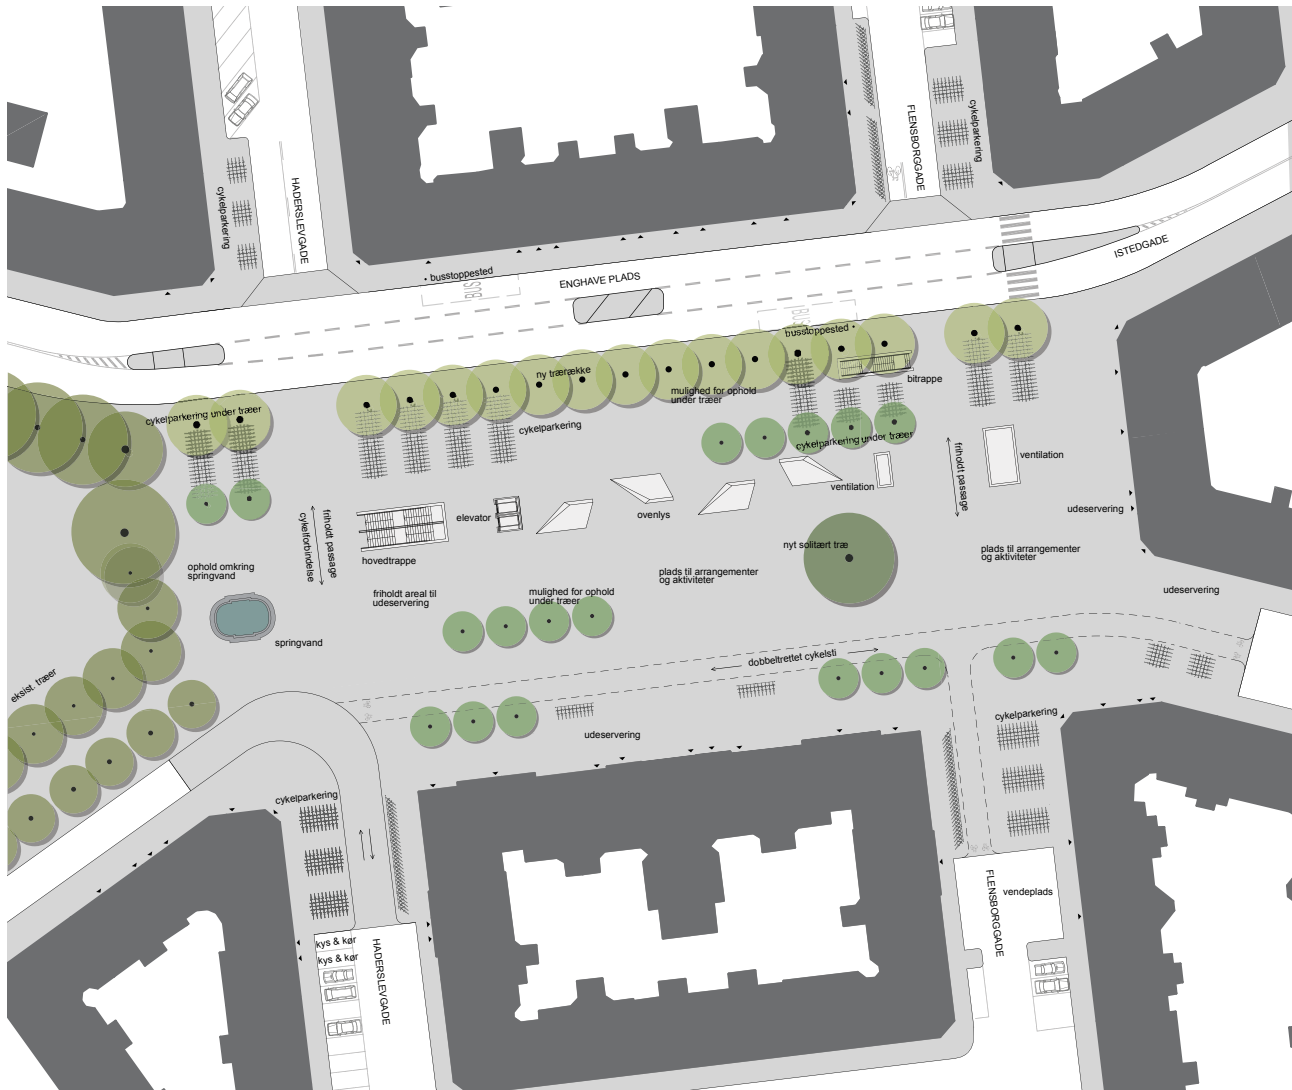 cykelparkering
HADERSLEVGADE
FLENSBORGGADE
cykelparkering
ISTEDGADE
busstoppested
BUS
ENGHAVE PLADS
BUS
busstoppested
ny trærække
bitrappe
mulighed for ophold
under træer
cykelparkering under træer
cykelparkering
cykelparkering under træer
friholdt passage
ventilation
ventilation
elevator
ovenlys
udeservering
friholdt passage
cykelforbindelse
hovedtrappe
nyt solitært træ
plads til arrangementer
og aktiviteter
ophold omkring
springvand
plads til arrangementer
og aktiviteter
friholdt areal til
udeservering
mulighed for ophold
under træer
udeservering
springvand
dobbeltrettet cykelsti
eksist. træer
cykelparkering
udeservering
cykelparkering
kys & kør
kys & kør
HADERSLEVGADE
FLENSBORGGADE
vendeplads